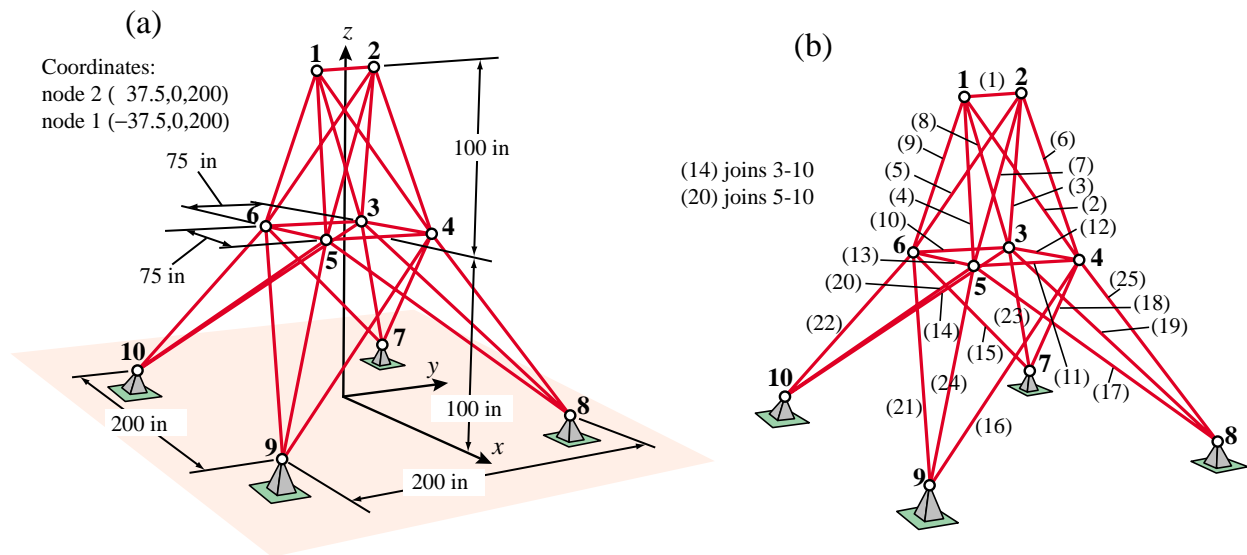 (a)
Coordinates:
node 2 ( 37.5,0,200)
node 1 (−37.5,0,200)
z
1
2
100 in
75 in
6
3
4
5
75 in
10
7
y
100 in
8
x
200 in
9
200 in
(b)
(14) joins 3-10
(20) joins 5-10
1
(1)
2
(8)
(9)
(6)
(5)
(7)
(3)
(4)
(2)
(10)
(12)
6
3
4
(13)
5
(20)
(25)
(18)
(22)
(14)
(23)
(19)
(15)
7
(11)
10
(24)
(17)
(21)
(16)
8
9